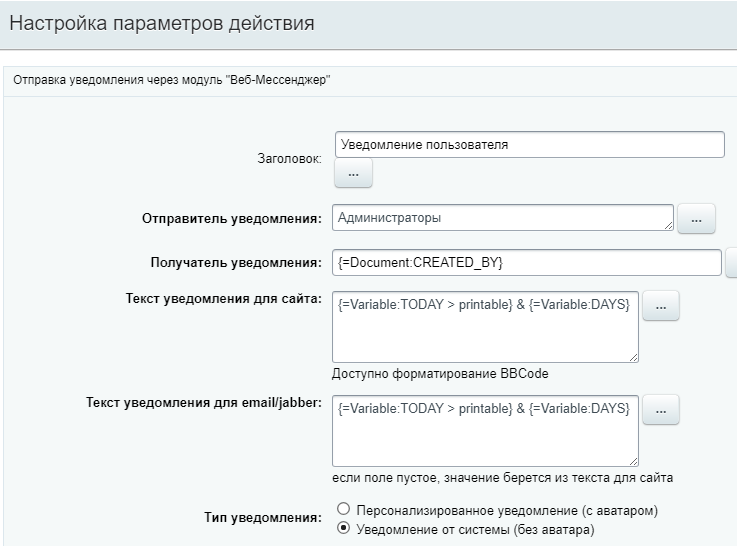 Настройка параметров действия
Отправка уведомления через модуль "Веб-Мессенджер"
Заголовок: Уведомление пользователя
...
Отправитель уведомления: Администраторы ...
Получатель уведомления: {=Document:CREATED_BY}
Текст уведомления для сайта: {=Variable:TODAY > printable} & {=Variable:DAYS} ...
Доступно форматирование BBCode
Текст уведомления для email/jabber: {=Variable:TODAY > printable} & {=Variable:DAYS} ...
если поле пустое, значение берется из текста для сайта
Тип уведомления: Персонализированное уведомление (с аватаром)
Уведомление от системы (без аватара)